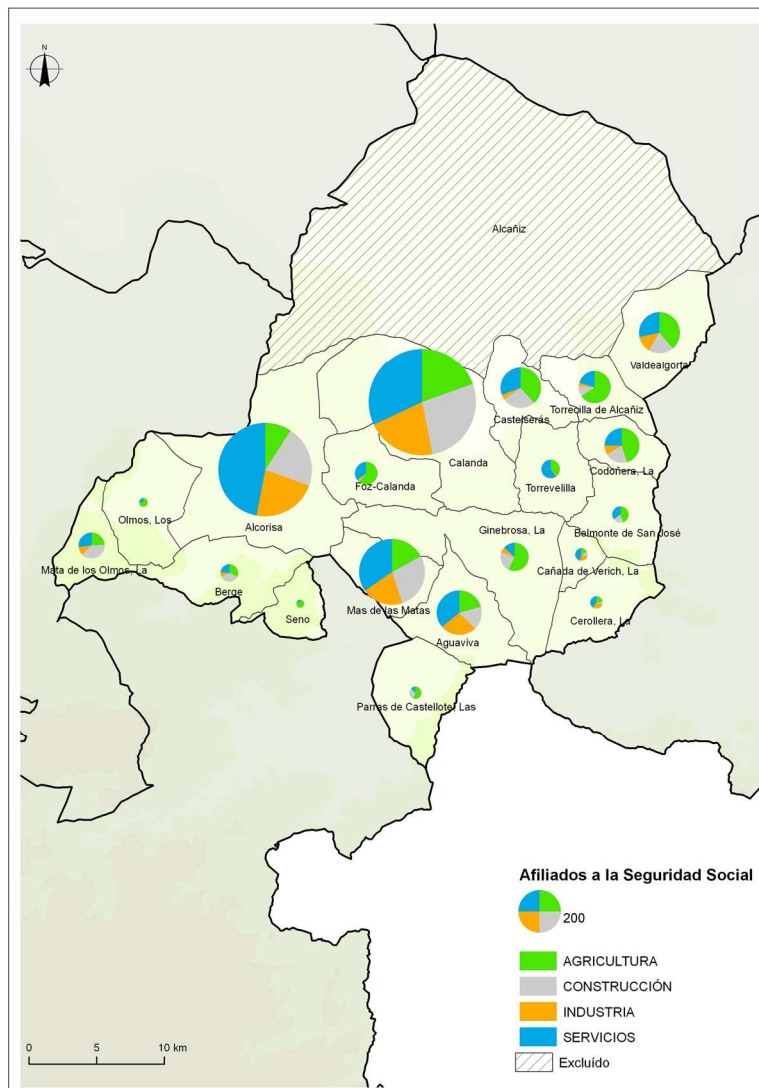 N
Alcañiz
Valdealgorfa
Torrecilla de Alcañiz
Castelserás
Codoñera, La
Calanda
Torrevelilla
Foz-Calanda
Alcorisa
Olmos, Los
Ginebrosa, La
Belmonte de San José
Mata de los Olmos, La
Cañada de Verich, La
Berge
Mas de las Matas
Seno
Cerollera, La
Aguaviva
Parras de Castellote, Las
Afiliados a la Seguridad Social
200
AGRICULTURA
CONSTRUCCIÓN
INDUSTRIA
SERVICIOS
Excluído
0 5 10 km